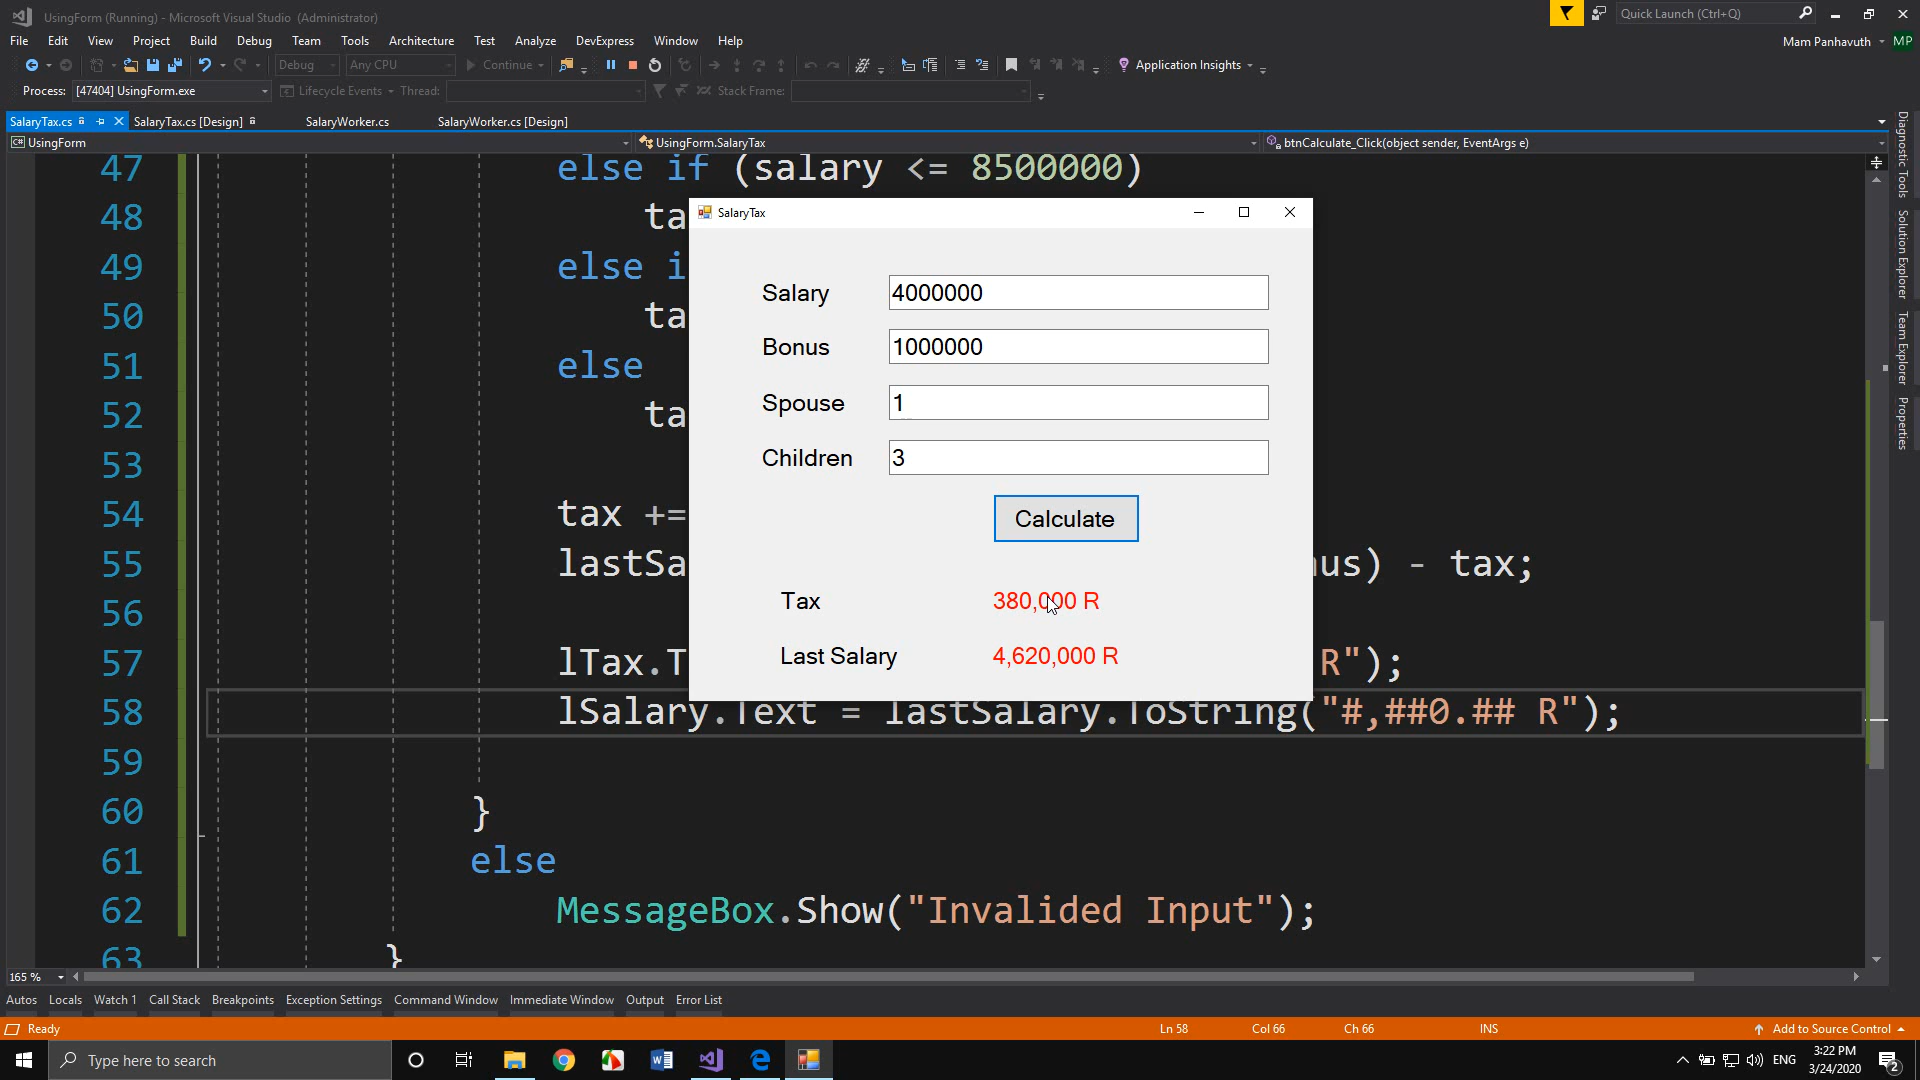 UsingForm (Running) - Microsoft Visual Studio (Administrator)
Quick Launch (Ctrl+Q)
File Edit View Project Build Debug Team Tools Architecture Test Analyze DevExpress Window Help
Mam Panhavuth MP
Debug Any CPU Continue Application Insights
Process: [47404] UsingForm.exe Lifecycle Events Thread: Stack Frame:
SalaryTax.cs SalaryTax.cs [Design] SalaryWorker.cs SalaryWorker.cs [Design]
C# UsingForm UsingForm.SalaryTax btnCalculate_Click(object sender, EventArgs e)
47 else if (salary <= 8500000)
48 ta
49 else i
50 ta
51 else
52 ta
53
54 tax +=
55 lastSa us) - tax;
56
57 lTax.T R");
58 lSalary.Text = lastSalary.ToString("#,##0.## R");
59
60 }
61 else
62 MessageBox.Show("Invalided Input");
63 }
SalaryTax
Salary 4000000
Bonus 1000000
Spouse 1
Children 3
Calculate
Tax 380,000 R
Last Salary 4,620,000 R
Diagnostic Tools
Solution Explorer
Team Explorer
Properties
165 %
Autos Locals Watch 1 Call Stack Breakpoints Exception Settings Command Window Immediate Window Output Error List
Ready Ln 58 Col 66 Ch 66 INS Add to Source Control
Type here to search
ENG
3:22 PM
3/24/2020
2